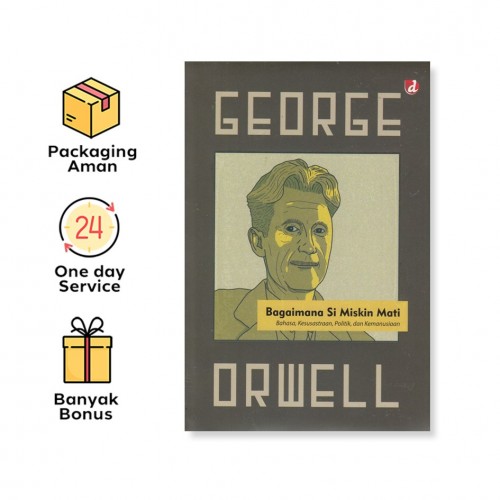 Packaging
Aman
24
One day
Service
Banyak
Bonus
GEORGE
d
Bagaimana Si Miskin Mati
Bahasa, Kesusastraan, Politik, dan Kemanusiaan
ORWELL